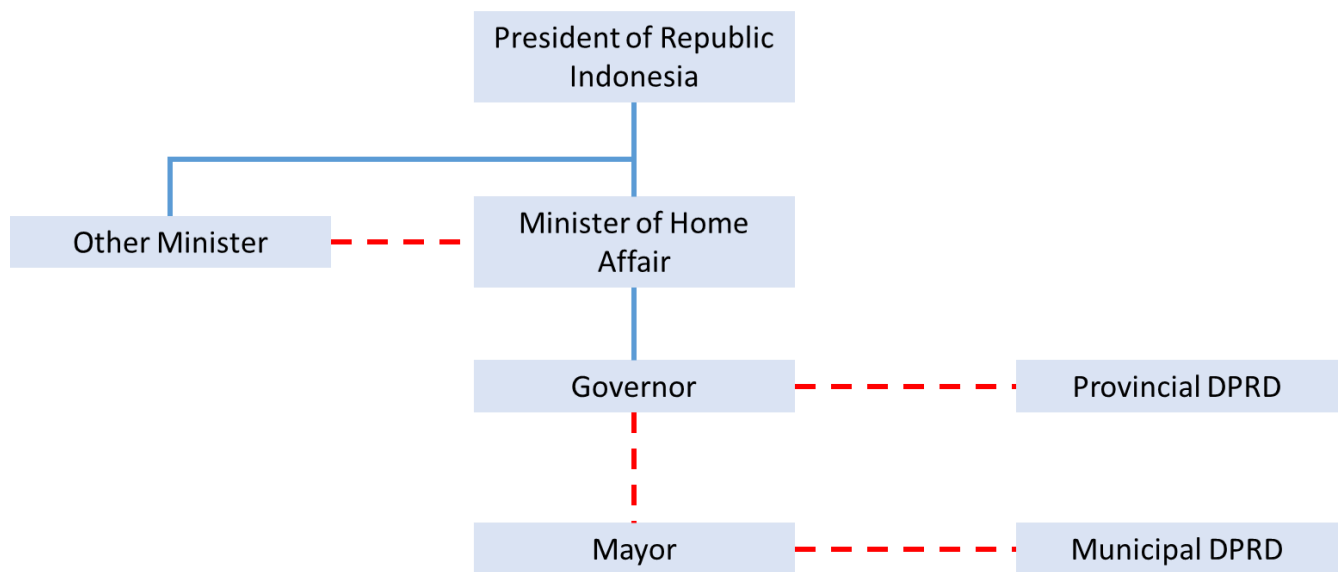 President of Republic
Indonesia
Other Minister
Minister of Home
Affair
Governor
Provincial DPRD
Mayor
Municipal DPRD